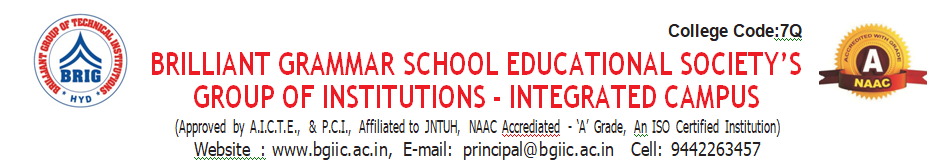 College Code:7Q
BRILLIANT GROUP OF TECHNICAL INSTITUTIONS
BRIG
· HYD ·
BRILLIANT GRAMMAR SCHOOL EDUCATIONAL SOCIETY’S
GROUP OF INSTITUTIONS - INTEGRATED CAMPUS
(Approved by A.I.C.T.E., & P.C.I., Affiliated to JNTUH, NAAC Accrediated - ‘A’ Grade, An ISO Certified Institution)
Website : www.bgiic.ac.in, E-mail: principal@bgiic.ac.in Cell: 9442263457
ACCREDITED WITH GRADE
A
NAAC